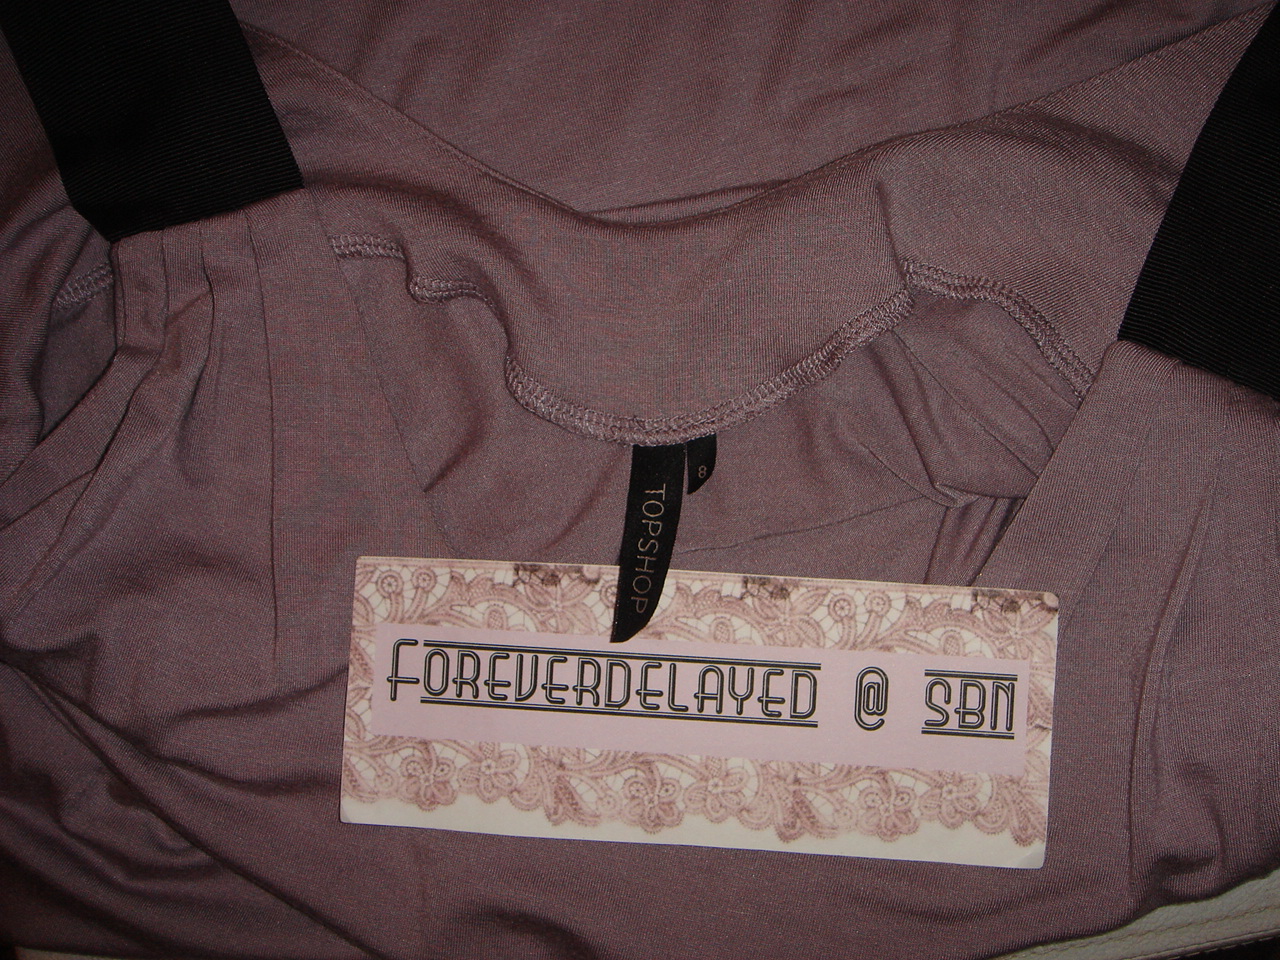 8
TOPSHOP
FOREVERDELAYED @ SBN